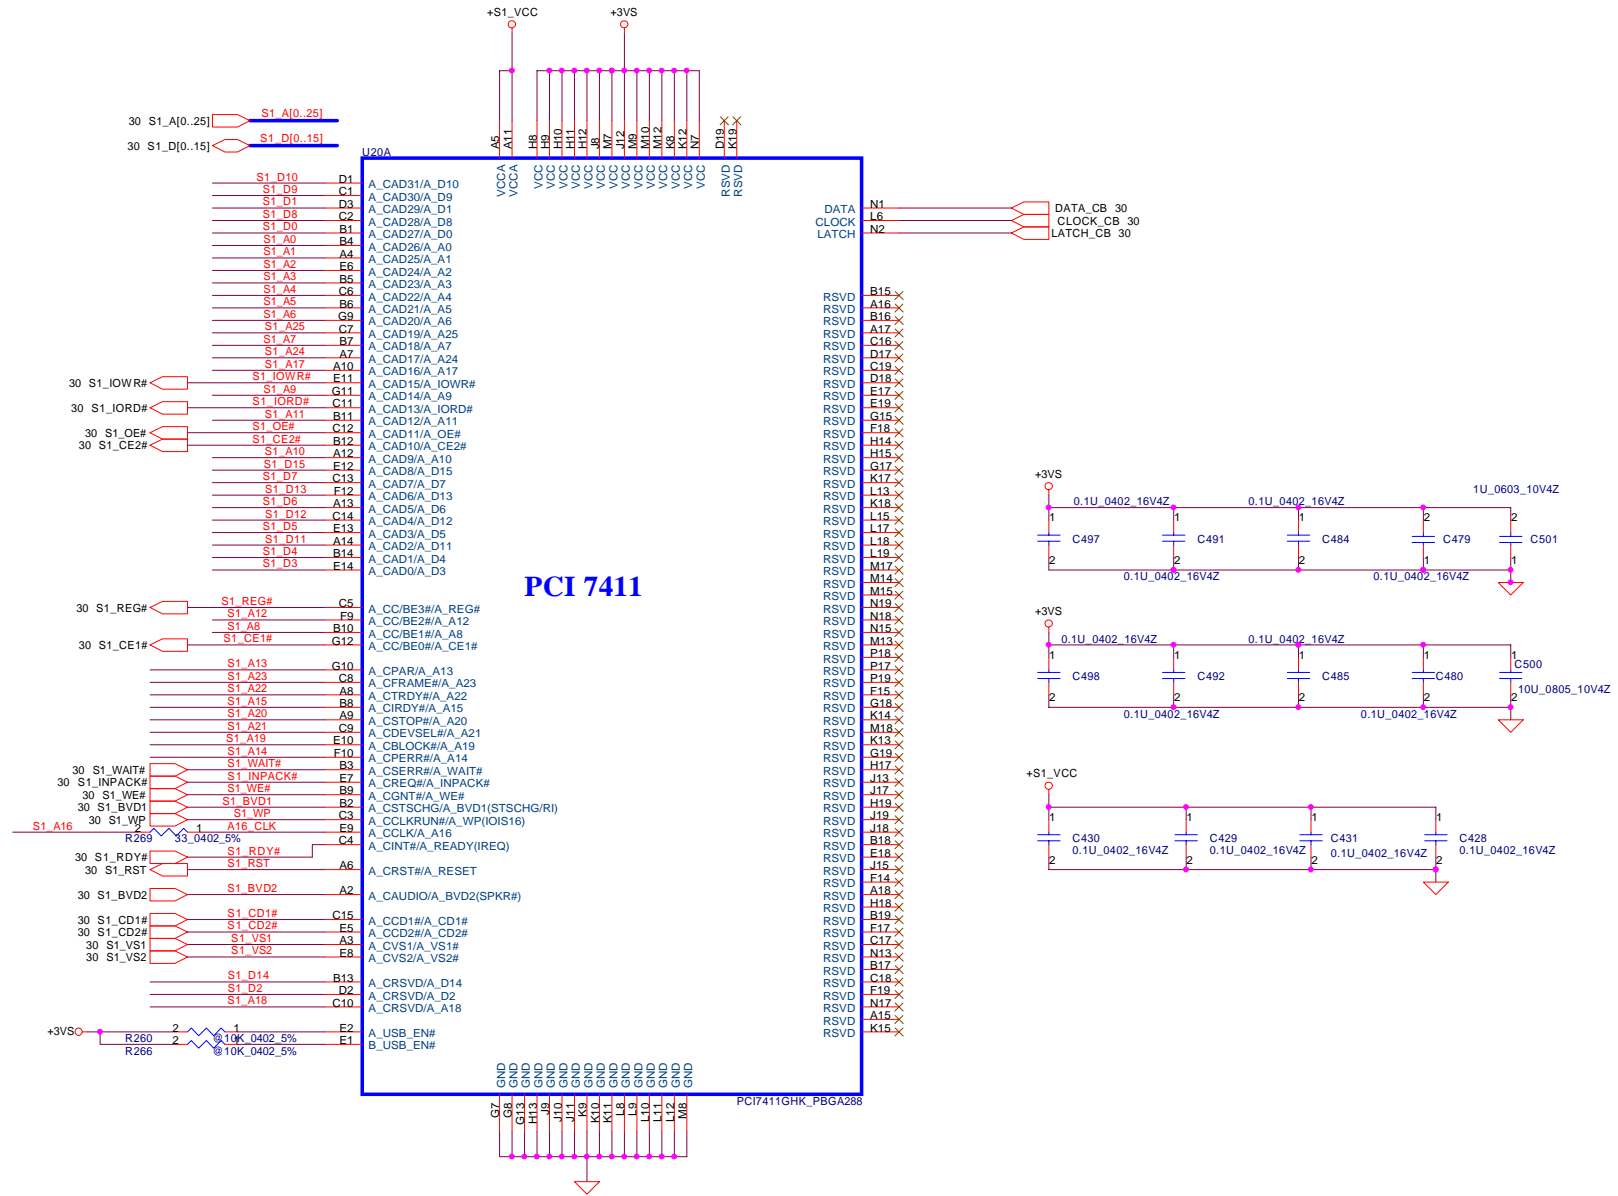 +S1_VCC +3VS
30 S1_A[0..25] S1_A[0..25]
30 S1_D[0..15] S1_D[0..15]
A5 A11 H8 H9 H10 H11 H12 J8 M7 J12 M9 M10 M12 K8 K12 N7 D19 K19
VCCA VCCA VCC VCC VCC VCC VCC VCC VCC VCC VCC VCC VCC VCC VCC VCC RSVD RSVD
U20A
S1_D10 D1 A_CAD31/A_D10
S1_D9 C1 A_CAD30/A_D9
S1_D1 D3 A_CAD29/A_D1
S1_D8 C2 A_CAD28/A_D8
S1_D0 B1 A_CAD27/A_D0
S1_A0 B4 A_CAD26/A_A0
S1_A1 A4 A_CAD25/A_A1
S1_A2 E6 A_CAD24/A_A2
S1_A3 B5 A_CAD23/A_A3
S1_A4 C6 A_CAD22/A_A4
S1_A5 B6 A_CAD21/A_A5
S1_A6 G9 A_CAD20/A_A6
S1_A25 C7 A_CAD19/A_A25
S1_A7 B7 A_CAD18/A_A7
S1_A24 A7 A_CAD17/A_A24
S1_A17 A10 A_CAD16/A_A17
30 S1_IOWR# S1_IOWR# E11 A_CAD15/A_IOWR#
S1_A9 G11 A_CAD14/A_A9
30 S1_IORD# S1_IORD# C11 A_CAD13/A_IORD#
S1_A11 B11 A_CAD12/A_A11
30 S1_OE# S1_OE# C12 A_CAD11/A_OE#
30 S1_CE2# S1_CE2# B12 A_CAD10/A_CE2#
S1_A10 A12 A_CAD9/A_A10
S1_D15 E12 A_CAD8/A_D15
S1_D7 C13 A_CAD7/A_D7
S1_D13 F12 A_CAD6/A_D13
S1_D6 A13 A_CAD5/A_D6
S1_D12 C14 A_CAD4/A_D12
S1_D5 E13 A_CAD3/A_D5
S1_D11 A14 A_CAD2/A_D11
S1_D4 B14 A_CAD1/A_D4
S1_D3 E14 A_CAD0/A_D3
30 S1_REG# S1_REG# C5 A_CC/BE3#/A_REG#
S1_A12 F9 A_CC/BE2#/A_A12
S1_A8 B10 A_CC/BE1#/A_A8
30 S1_CE1# S1_CE1# G12 A_CC/BE0#/A_CE1#
S1_A13 G10 A_CPAR/A_A13
S1_A23 C8 A_CFRAME#/A_A23
S1_A22 A8 A_CTRDY#/A_A22
S1_A15 B8 A_CIRDY#/A_A15
S1_A20 A9 A_CSTOP#/A_A20
S1_A21 C9 A_CDEVSEL#/A_A21
S1_A19 E10 A_CBLOCK#/A_A19
S1_A14 F10 A_CPERR#/A_A14
30 S1_WAIT# S1_WAIT# B3 A_CSERR#/A_WAIT#
30 S1_INPACK# S1_INPACK# E7 A_CREQ#/A_INPACK#
30 S1_WE# S1_WE# B9 A_CGNT#/A_WE#
30 S1_BVD1 S1_BVD1 B2 A_CSTSCHG/A_BVD1(STSCHG/RI)
30 S1_WP S1_WP C3 A_CCLKRUN#/A_WP(IOIS16)
S1_A16 2 1 A16_CLK E9 A_CCLK/A_A16
R269 33_0402_5%
C4 A_CINT#/A_READY(IREQ)
30 S1_RDY# S1_RDY#
30 S1_RST S1_RST A6 A_CRST#/A_RESET
30 S1_BVD2 S1_BVD2 A2 A_CAUDIO/A_BVD2(SPKR#)
30 S1_CD1# S1_CD1# C15 A_CCD1#/A_CD1#
30 S1_CD2# S1_CD2# E5 A_CCD2#/A_CD2#
30 S1_VS1 S1_VS1 A3 A_CVS1/A_VS1#
30 S1_VS2 S1_VS2 E8 A_CVS2/A_VS2#
S1_D14 B13 A_CRSVD/A_D14
S1_D2 D2 A_CRSVD/A_D2
S1_A18 C10 A_CRSVD/A_A18
+3VS 2 1 E2 A_USB_EN#
R260 @10K_0402_5%
2 1 E1 B_USB_EN#
R266 @10K_0402_5%
PCI 7411
DATA N1 DATA_CB 30
CLOCK L6 CLOCK_CB 30
LATCH N2 LATCH_CB 30
RSVD B15
RSVD A16
RSVD B16
RSVD A17
RSVD C16
RSVD D17
RSVD C19
RSVD D18
RSVD E17
RSVD E19
RSVD G15
RSVD F18
RSVD H14
RSVD H15
RSVD G17
RSVD K17
RSVD L13
RSVD K18
RSVD L15
RSVD L17
RSVD L18
RSVD L19
RSVD M17
RSVD M14
RSVD M15
RSVD N19
RSVD N18
RSVD N15
RSVD M13
RSVD P18
RSVD P17
RSVD P19
RSVD F15
RSVD G18
RSVD K14
RSVD M18
RSVD K13
RSVD G19
RSVD H17
RSVD J13
RSVD J17
RSVD H19
RSVD J19
RSVD J18
RSVD B18
RSVD E18
RSVD J15
RSVD F14
RSVD A18
RSVD H18
RSVD B19
RSVD F17
RSVD C17
RSVD N13
RSVD B17
RSVD C18
RSVD F19
RSVD N17
RSVD A15
RSVD K15
GND GND GND GND GND GND GND GND GND GND GND GND GND GND GND GND
G7 G8 G13 H13 J9 J10 J11 K9 K10 K11 L8 L9 L10 L11 L12 M8
PCI7411GHK_PBGA288
+3VS
0.1U_0402_16V4Z 0.1U_0402_16V4Z 1U_0603_10V4Z
1 1 1 2 2
C497 C491 C484 C479 C501
2 2 2 1 1
0.1U_0402_16V4Z 0.1U_0402_16V4Z
+3VS
0.1U_0402_16V4Z 0.1U_0402_16V4Z
1 1 1 1 1
C500
C498 C492 C485 C480
10U_0805_10V4Z
2 2 2 2 2
0.1U_0402_16V4Z 0.1U_0402_16V4Z
+S1_VCC
1 1 1 1
C430 C429 C431 C428
0.1U_0402_16V4Z 0.1U_0402_16V4Z 0.1U_0402_16V4Z 0.1U_0402_16V4Z
2 2 2 2